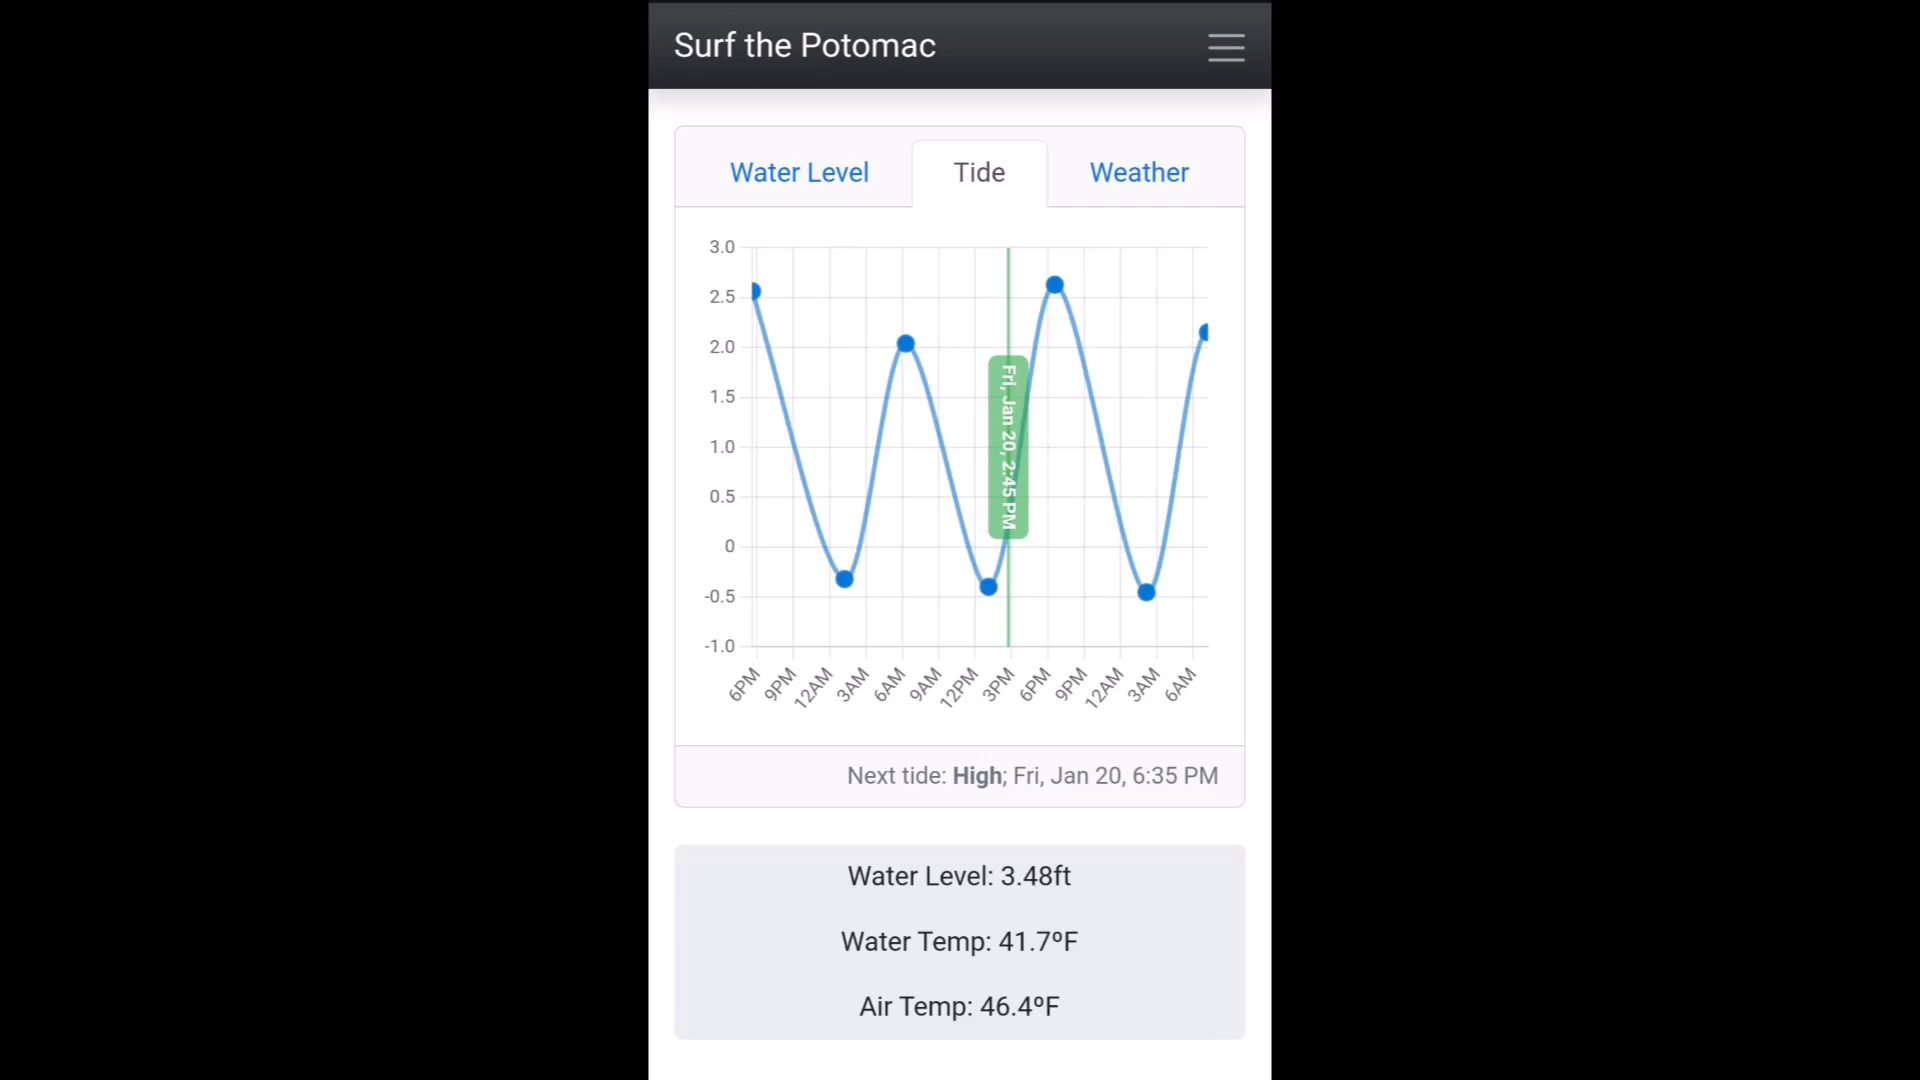 Surf the Potomac
Water Level
Tide
Weather
3.0
2.5
2.0
1.5
1.0
0.5
0
-0.5
-1.0
Fri, Jan 20, 2:45 PM
6PM
9PM
12AM
3AM
6AM
9AM
12PM
3PM
6PM
9PM
12AM
3AM
6AM
Next tide: High; Fri, Jan 20, 6:35 PM
Water Level: 3.48ft
Water Temp: 41.7ºF
Air Temp: 46.4ºF